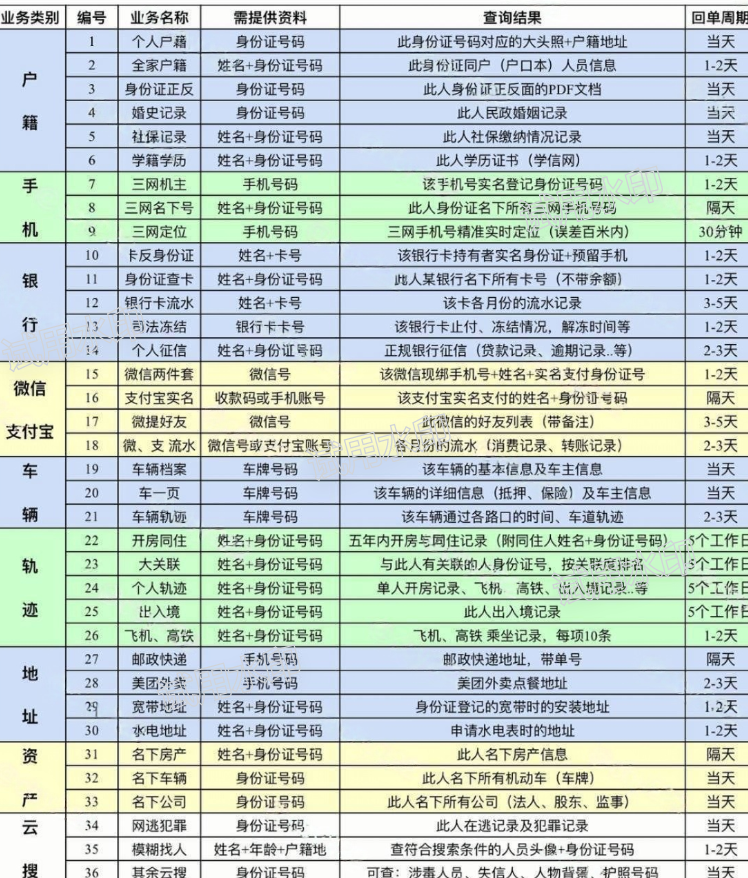 业务类别 编号 业务名称 需提供资料 查询结果 回单周期
户籍
1 个人户籍 身份证号码 此身份证号码对应的大头照+户籍地址 当天
2 全家户籍 姓名+身份证号码 此身份证同户（户口本）人员信息 1-2天
3 身份证正反 身份证号码 此人身份证正反面的PDF文档 当天
4 婚史记录 身份证号码 此人民政婚姻记录 当天
5 社保记录 姓名+身份证号码 此人社保缴纳情况记录 当天
6 学籍学历 姓名+身份证号码 此人学历证书（学信网） 1-2天
手机
7 三网机主 手机号码 该手机号实名登记身份证号码 1-2天
8 三网名下号 姓名+身份证号码 此人身份证名下所有三网手机号码 隔天
9 三网定位 手机号码 三网手机号精准实时定位（误差百米内） 30分钟
银行
10 卡反身份证 姓名+卡号 该银行卡持有者实名身份证+预留手机 1-2天
11 身份证查卡 姓名+身份证号码 此人某银行名下所有卡号（不带余额） 1-2天
12 银行卡流水 姓名+卡号 该卡各月份的流水记录 3-5天
13 司法冻结 银行卡卡号 该银行卡止付、冻结情况，解冻时间等 1-2天
14 个人征信 姓名+身份证号码 正规银行征信（贷款记录、逾期记录..等） 2-3天
微信
支付宝
15 微信两件套 微信号 该微信现绑手机号+姓名+实名支付身份证号 1-2天
16 支付宝实名 收款码或手机账号 该支付宝实名支付的姓名+身份证号码 隔天
17 微提好友 微信号 此微信的好友列表（带备注） 3-5天
18 微、支 流水 微信号或支付宝账号 各月份的流水（消费记录、转账记录） 2-3天
车辆
19 车辆档案 车牌号码 该车辆的基本信息及车主信息 当天
20 车一页 车牌号码 该车辆的详细信息（抵押、保险）及车主信息 当天
21 车辆轨迹 车牌号码 该车辆通过各路口的时间、车道轨迹 2-3天
轨迹
22 开房同住 姓名+身份证号码 五年内开房与同住记录（附同住人姓名+身份证号码） 5个工作日
23 大关联 姓名+身份证号码 与此人有关联的人身份证号，按关联度排名 5个工作日
24 个人轨迹 姓名+身份证号码 单人开房记录、飞机、高铁、出入境记录..等 5个工作日
25 出入境 姓名+身份证号码 此人出入境记录 5个工作日
26 飞机、高铁 姓名+身份证号码 飞机、高铁 乘坐记录，每项10条 1-2天
地址
27 邮政快递 手机号码 邮政快递地址，带单号 隔天
28 美团外卖 手机号码 美团外卖点餐地址 2-3天
29 宽带地址 姓名+身份证号码 身份证登记的宽带时的安装地址 1-2天
30 水电地址 姓名+身份证号码 申请水电表时的地址 1-2天
资产
31 名下房产 姓名+身份证号码 此人名下房产信息 隔天
32 名下车辆 身份证号码 此人名下所有机动车（车牌） 当天
33 名下公司 身份证号码 此人名下所有公司（法人、股东、监事） 当天
云搜
34 网逃犯罪 身份证号码 此人在逃记录及犯罪记录 当天
35 模糊找人 姓名+年龄+户籍地 查符合搜索条件的人员头像+身份证号码 1-2天
36 其余云搜 身份证号码 可查：涉毒人员、失信人、人物背景、护照号码 当天
试用水印
试用水印
试用水印
试用水印
试用水印